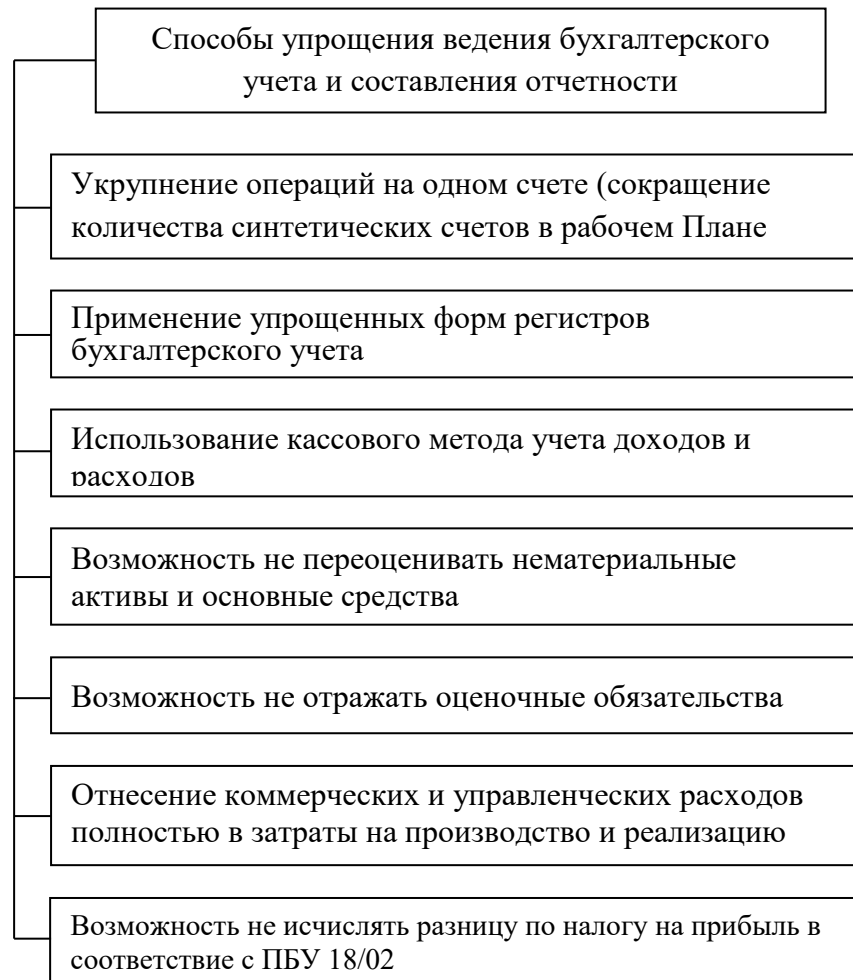 Способы упрощения ведения бухгалтерского
учета и составления отчетности
Укрупнение операций на одном счете (сокращение
количества синтетических счетов в рабочем Плане
Применение упрощенных форм регистров
бухгалтерского учета
Использование кассового метода учета доходов и
расходов
Возможность не переоценивать нематериальные
активы и основные средства
Возможность не отражать оценочные обязательства
Отнесение коммерческих и управленческих расходов
полностью в затраты на производство и реализацию
Возможность не исчислять разницу по налогу на прибыль в
соответствие с ПБУ 18/02